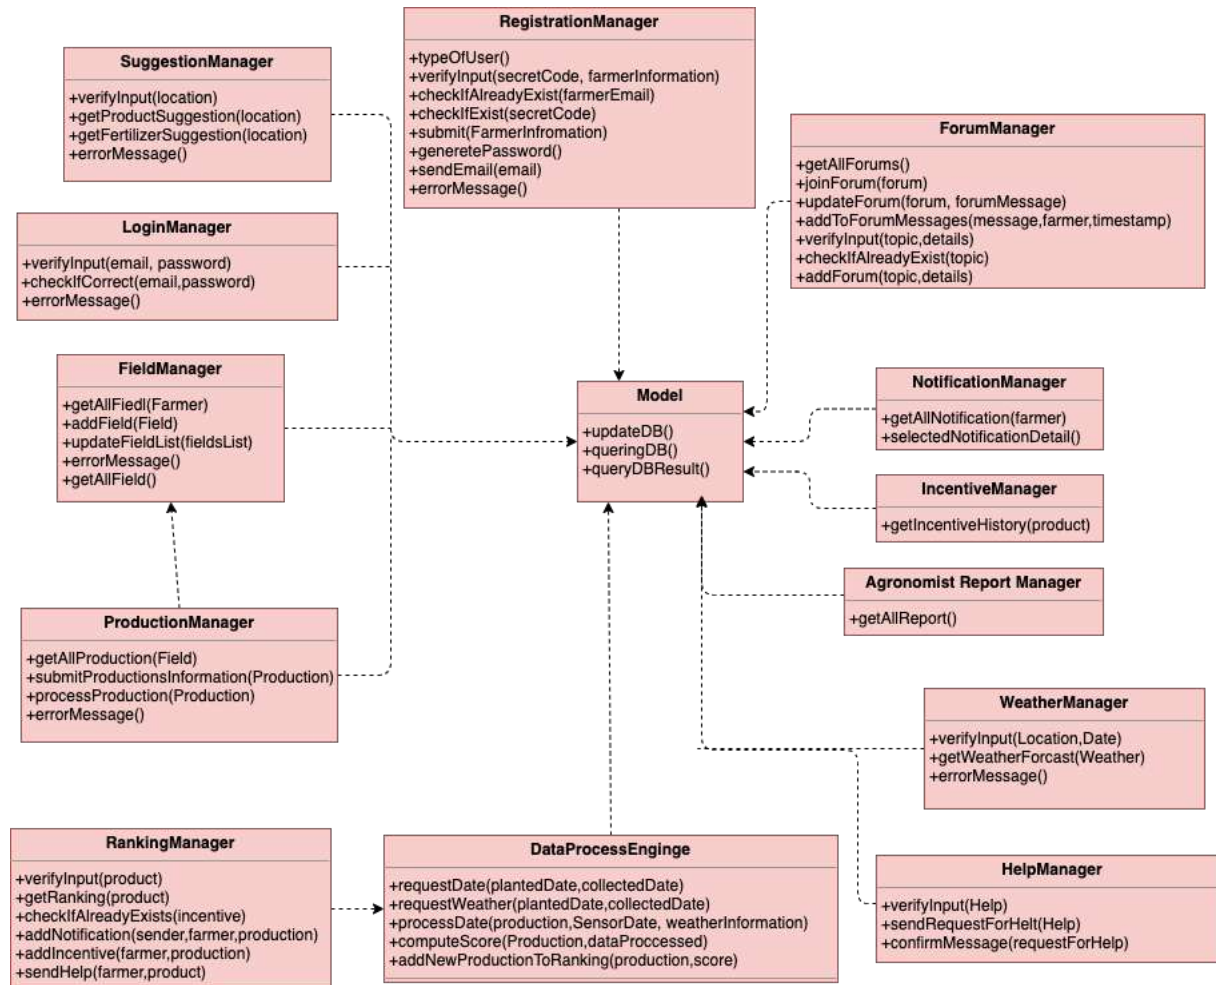 RegistrationManager
+typeOfUser()
+verifyInput(secretCode, farmerInformation)
+checkIfAlreadyExist(farmerEmail)
+checkIfExist(secretCode)
+submit(FarmerInfromation)
+generetePassword()
+sendEmail(email)
+errorMessage()
SuggestionManager
+verifyInput(location)
+getProductSuggestion(location)
+getFertilizerSuggestion(location)
+errorMessage()
ForumManager
+getAllForums()
+joinForum(forum)
+updateForum(forum, forumMessage)
+addToForumMessages(message,farmer,timestamp)
+verifyInput(topic,details)
+checkIfAlreadyExist(topic)
+addForum(topic,details)
LoginManager
+verifyInput(email, password)
+checkIfCorrect(email,password)
+errorMessage()
FieldManager
+getAllFiedl(Farmer)
+addField(Field)
+updateFieldList(fieldsList)
+errorMessage()
+getAllField()
Model
+updateDB()
+queringDB()
+queryDBResult()
NotificationManager
+getAllNotification(farmer)
+selectedNotificationDetail()
IncentiveManager
+getIncentiveHistory(product)
Agronomist Report Manager
+getAllReport()
ProductionManager
+getAllProduction(Field)
+submitProductionsInformation(Production)
+processProduction(Production)
+errorMessage()
WeatherManager
+verifyInput(Location,Date)
+getWeatherForcast(Weather)
+errorMessage()
RankingManager
+verifyInput(product)
+getRanking(product)
+checkIfAlreadyExists(incentive)
+addNotification(sender,farmer,production)
+addIncentive(farmer,production)
+sendHelp(farmer,product)
DataProcessEnginge
+requestDate(plantedDate,collectedDate)
+requestWeather(plantedDate,collectedDate)
+processDate(production,SensorDate, weatherInformation)
+computeScore(Production,dataProccessed)
+addNewProductionToRanking(production,score)
HelpManager
+verifyInput(Help)
+sendRequestForHelt(Help)
+confirmMessage(requestForHelp)